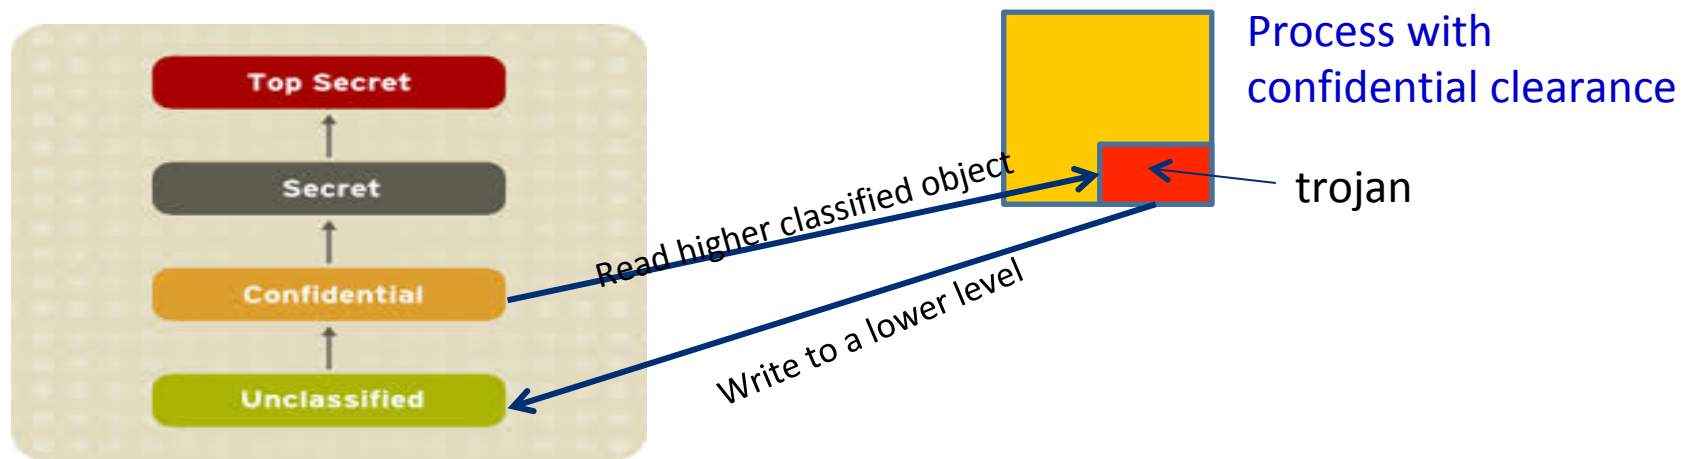 Top Secret
Secret
Confidential
Unclassified
Read higher classified object
Write to a lower level
Process with
confidential clearance
trojan